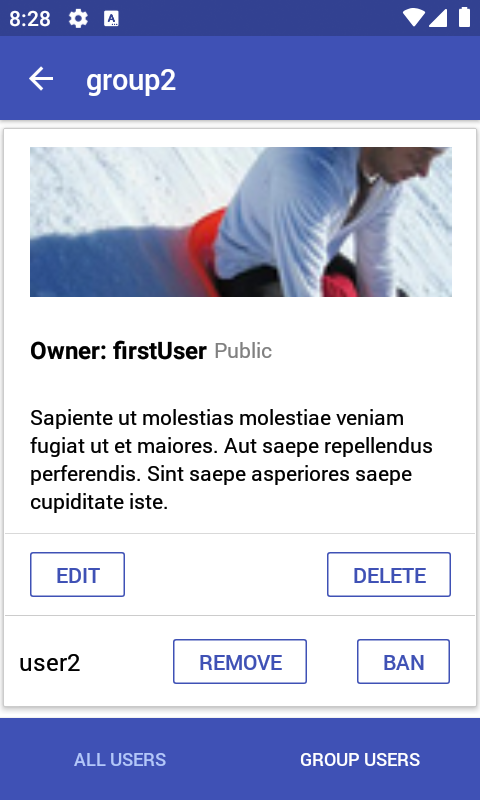 8:28
group2
Owner: firstUser Public
Sapiente ut molestias molestiae veniam
fugiat ut et maiores. Aut saepe repellendus
perferendis. Sint saepe asperiores saepe
cupiditate iste.
EDIT DELETE
user2 REMOVE BAN
ALL USERS GROUP USERS